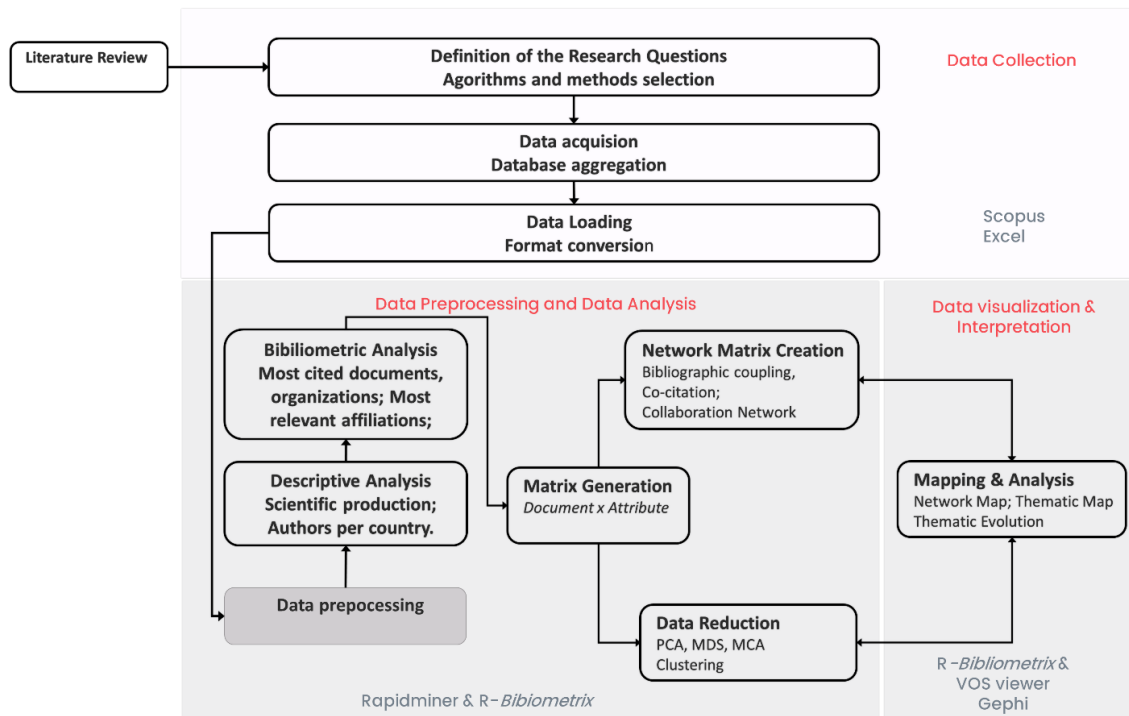 Literature Review
Definition of the Research Questions
Algorithms and methods selection
Data Collection
Data acquision
Database aggregation
Data Loading
Format conversion
Scopus
Excel
Data Preprocessing and Data Analysis
Data visualization &
Interpretation
Bibiliometric Analysis
Most cited documents,
organizations; Most
relevant affiliations;
Network Matrix Creation
Bibliographic coupling,
Co-citation;
Collaboration Network
Descriptive Analysis
Scientific production;
Authors per country.
Matrix Generation
Document x Attribute
Mapping & Analysis
Network Map; Thematic Map
Thematic Evolution
Data prepocessing
Data Reduction
PCA, MDS, MCA
Clustering
Rapidminer & R-Bibiometrix
R -Bibliometrix &
VOS viewer
Gephi